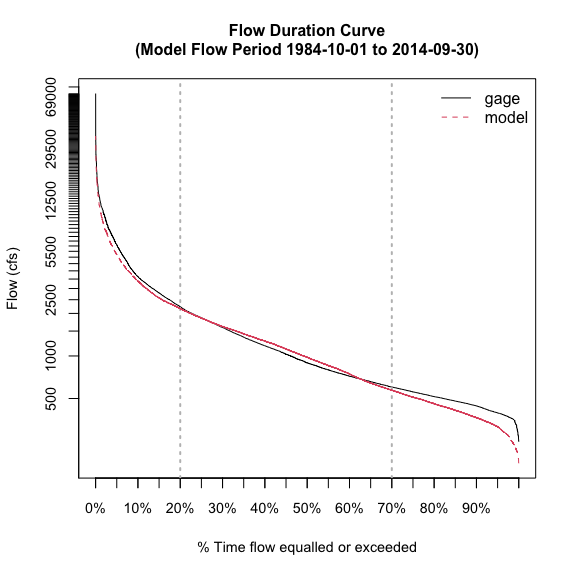 Flow Duration Curve
(Model Flow Period 1984-10-01 to 2014-09-30)
gage
model
Flow (cfs)
69000
29500
12500
5500
2500
1000
500
0% 10% 20% 30% 40% 50% 60% 70% 80% 90%
% Time flow equalled or exceeded